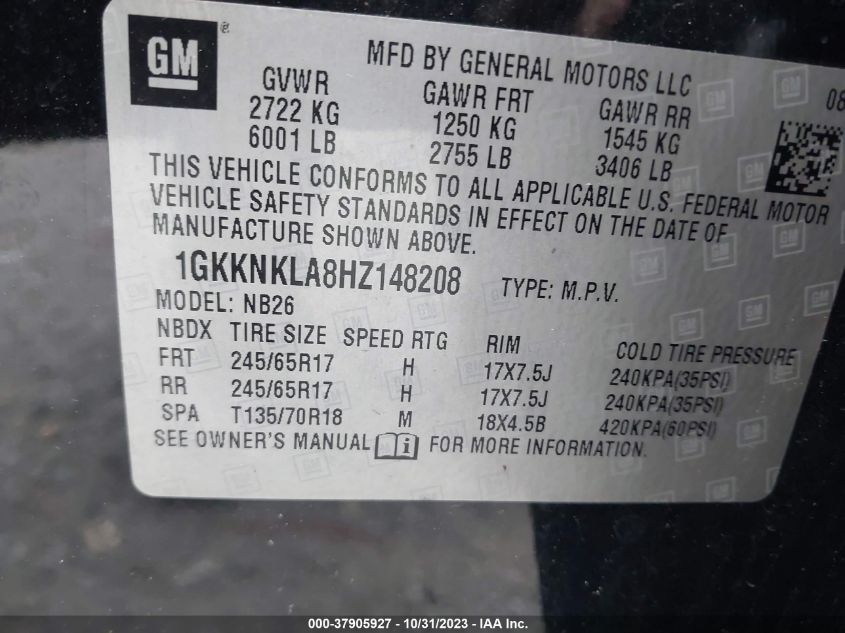 GM
MFD BY GENERAL MOTORS LLC
GVWR GAWR FRT GAWR RR 08
2722 KG 1250 KG 1545 KG
6001 LB 2755 LB 3406 LB
THIS VEHICLE CONFORMS TO ALL APPLICABLE U.S. FEDERAL MOTOR
VEHICLE SAFETY STANDARDS IN EFFECT ON THE DATE OF
MANUFACTURE SHOWN ABOVE.
1GKKNKLA8HZ148208 TYPE: M.P.V.
MODEL: NB26
NBDX TIRE SIZE SPEED RTG RIM COLD TIRE PRESSURE
FRT 245/65R17 H 17X7.5J 240KPA(35PSI)
RR 245/65R17 H 17X7.5J 240KPA(35PSI)
SPA T135/70R18 M 18X4.5B 420KPA(60PSI)
SEE OWNER'S MANUAL i FOR MORE INFORMATION.
000-37905927 - 10/31/2023 - IAA Inc.